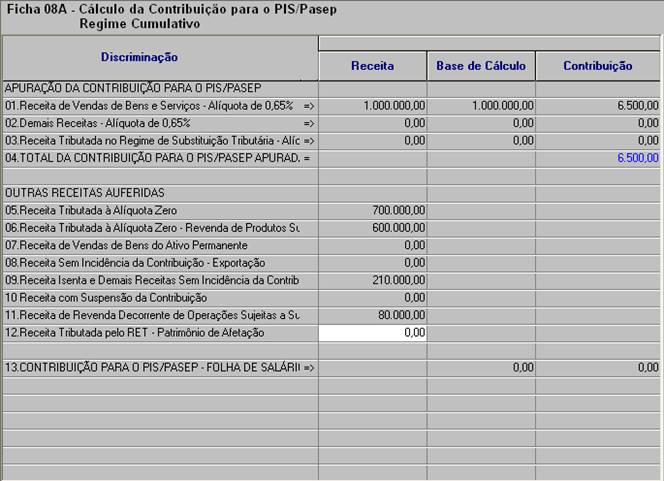 Ficha 08A - Cálculo da Contribuição para o PIS/Pasep
Regime Cumulativo
Discriminação Receita Base de Cálculo Contribuição
APURAÇÃO DA CONTRIBUIÇÃO PARA O PIS/PASEP
01.Receita de Vendas de Bens e Serviços - Alíquota de 0,65% => 1.000.000,00 1.000.000,00 6.500,00
02.Demais Receitas - Alíquota de 0,65% => 0,00 0,00 0,00
03.Receita Tributada no Regime de Substituição Tributária - Alíc => 0,00 0,00 0,00
04.TOTAL DA CONTRIBUIÇÃO PARA O PIS/PASEP APURAD. = 6.500,00
OUTRAS RECEITAS AUFERIDAS
05.Receita Tributada à Alíquota Zero 700.000,00
06.Receita Tributada à Alíquota Zero - Revenda de Produtos Su 600.000,00
07.Receita de Vendas de Bens do Ativo Permanente 0,00
08.Receita Sem Incidência da Contribuição - Exportação 0,00
09.Receita Isenta e Demais Receitas Sem Incidência da Contrib 210.000,00
10 Receita com Suspensão da Contribuição 0,00
11.Receita de Revenda Decorrente de Operações Sujeitas a Su 80.000,00
12.Receita Tributada pelo RET - Patrimônio de Afetação 0,00
13.CONTRIBUIÇÃO PARA O PIS/PASEP - FOLHA DE SALÁRI => 0,00 0,00